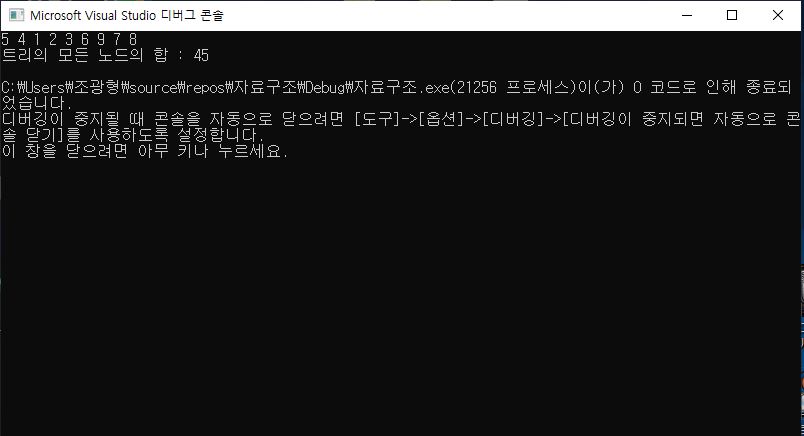 Microsoft Visual Studio 디버그 콘솔
5 4 1 2 3 6 9 7 8
트리의 모든 노드의 합 : 45
C:\Users\조광형\source\repos\자료구조\Debug\자료구조.exe(21256 프로세스)이(가) 0 코드로 인해 종료되
었습니다.
디버깅이 중지될 때 콘솔을 자동으로 닫으려면 [도구]->[옵션]->[디버깅]->[디버깅이 중지되면 자동으로 콘
솔 닫기]를 사용하도록 설정합니다.
이 창을 닫으려면 아무 키나 누르세요.